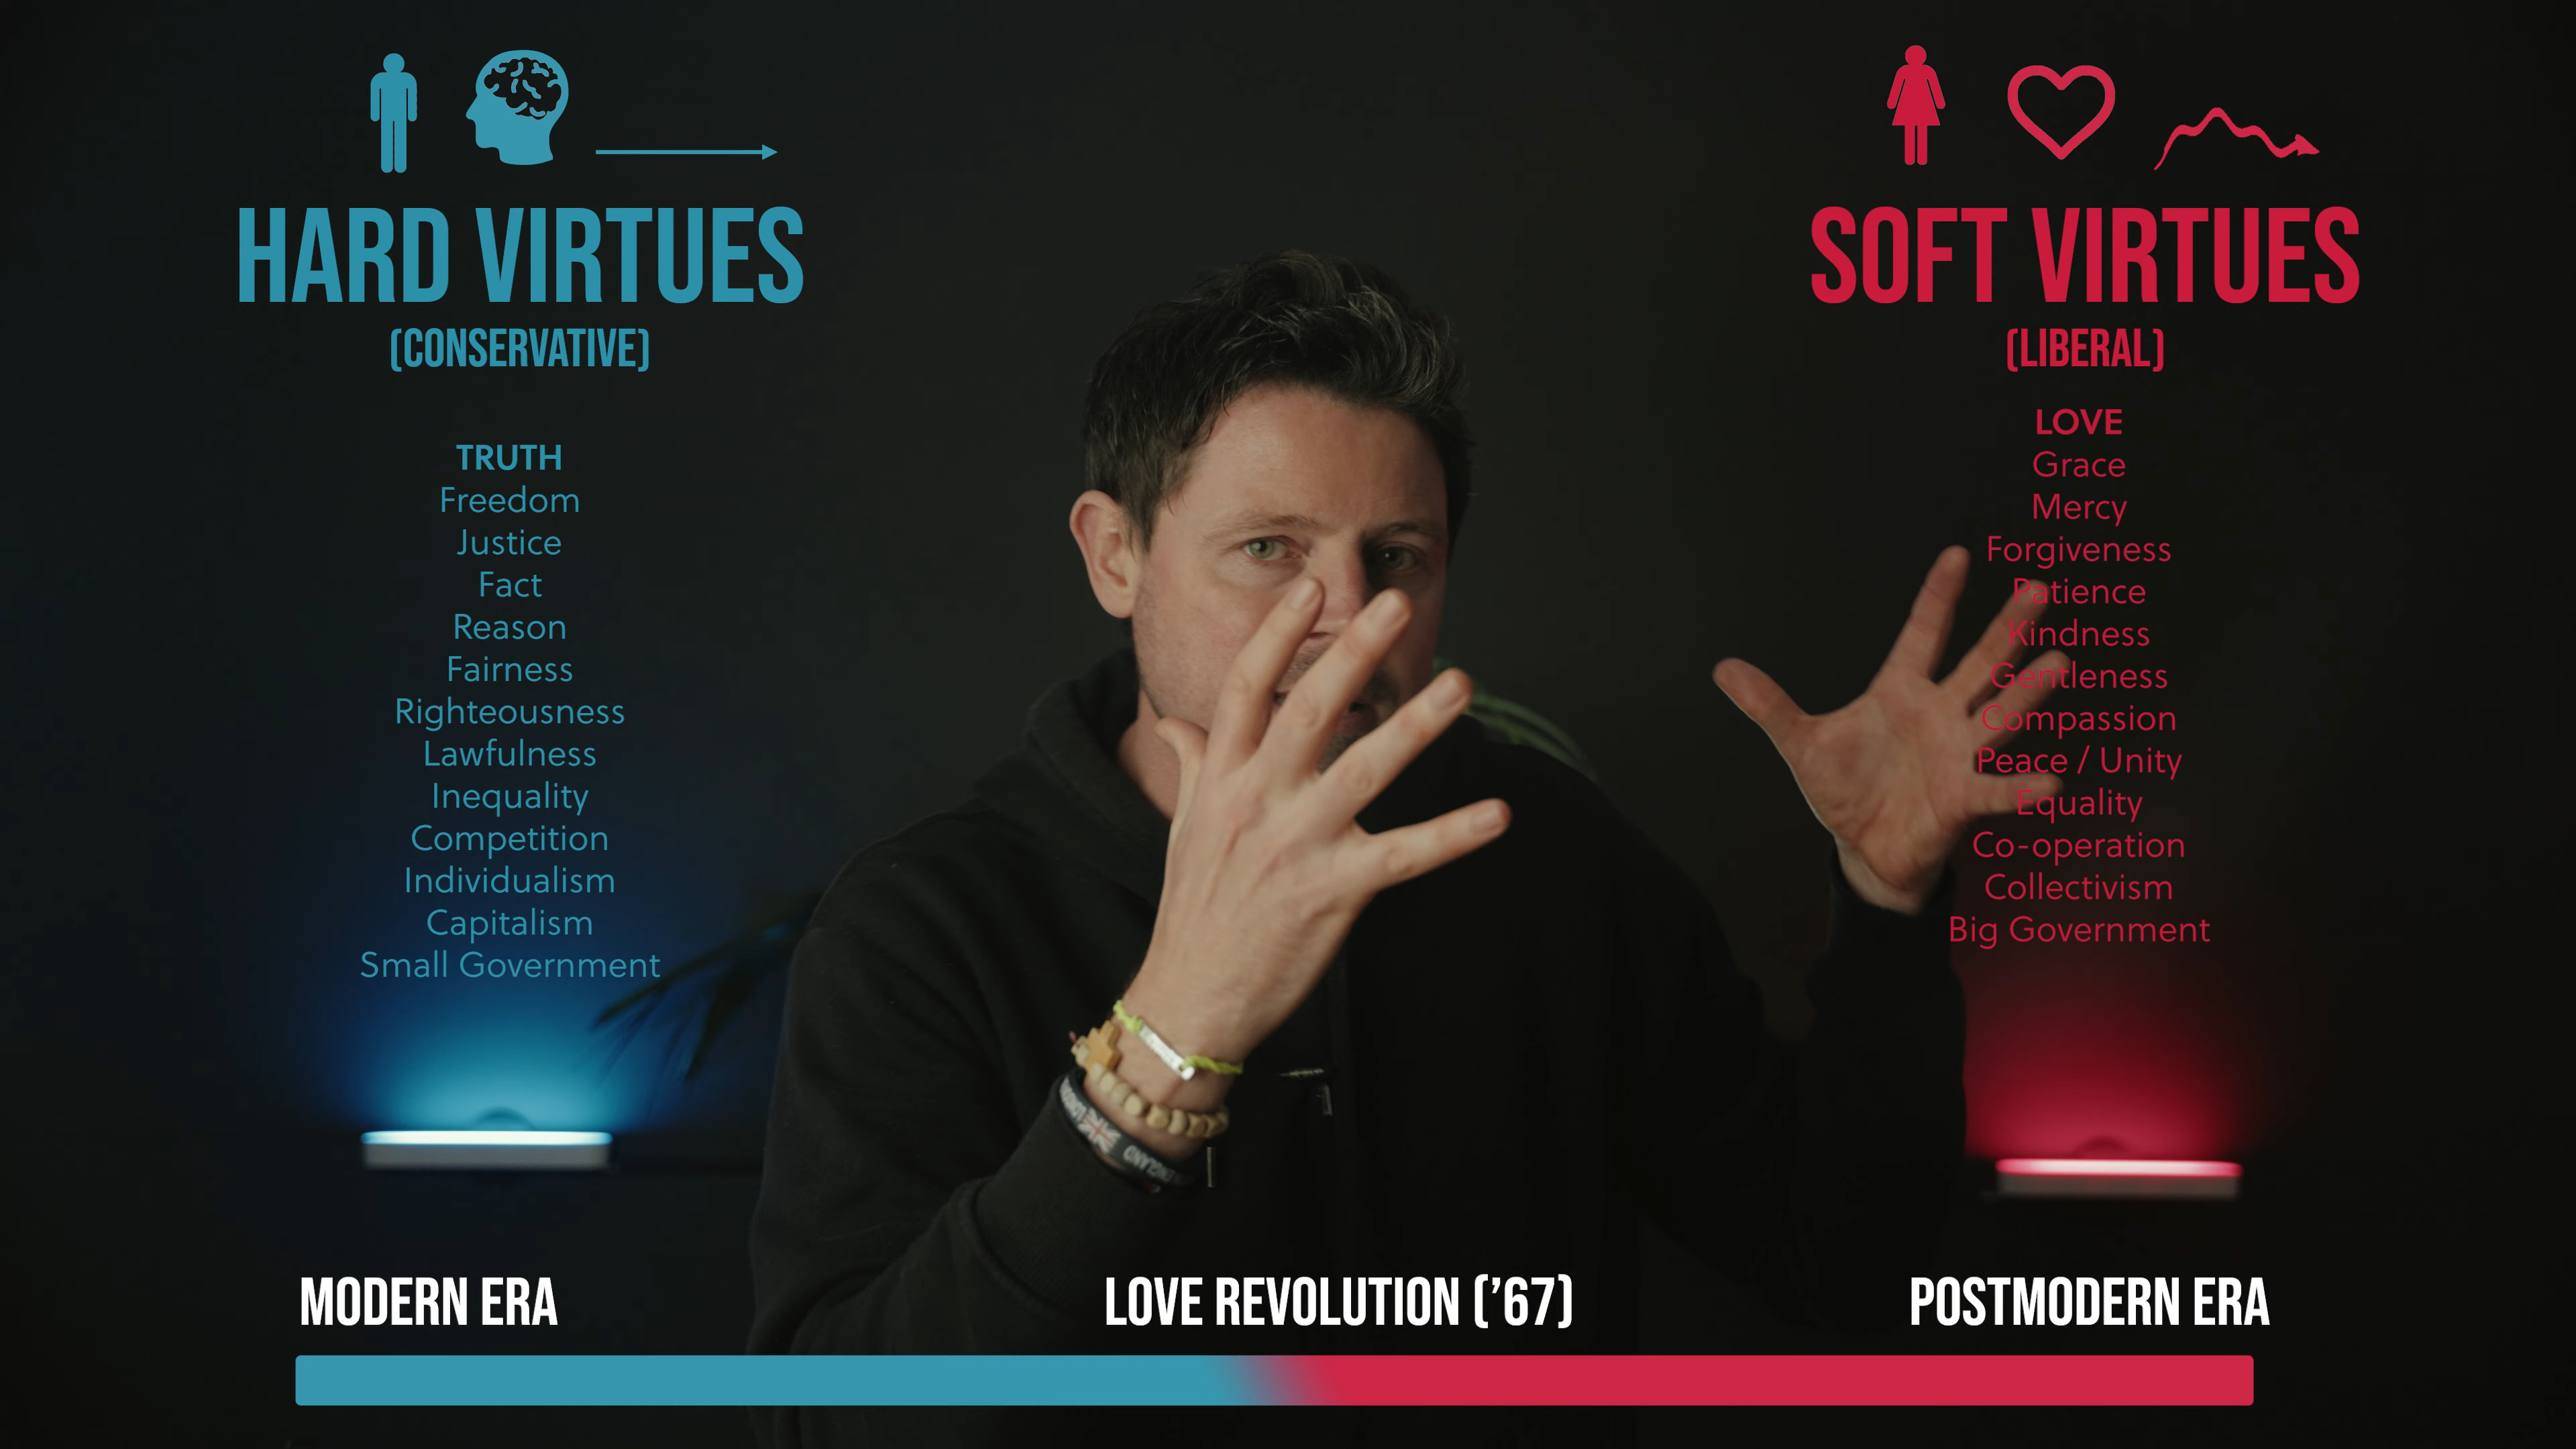 HARD VIRTUES
(CONSERVATIVE)
TRUTH
Freedom
Justice
Fact
Reason
Fairness
Righteousness
Lawfulness
Inequality
Competition
Individualism
Capitalism
Small Government
SOFT VIRTUES
(LIBERAL)
LOVE
Grace
Mercy
Forgiveness
Patience
Kindness
Gentleness
Compassion
Peace / Unity
Equality
Co-operation
Collectivism
Big Government
ENGLAND
MODERN ERA
LOVE REVOLUTION ('67)
POSTMODERN ERA